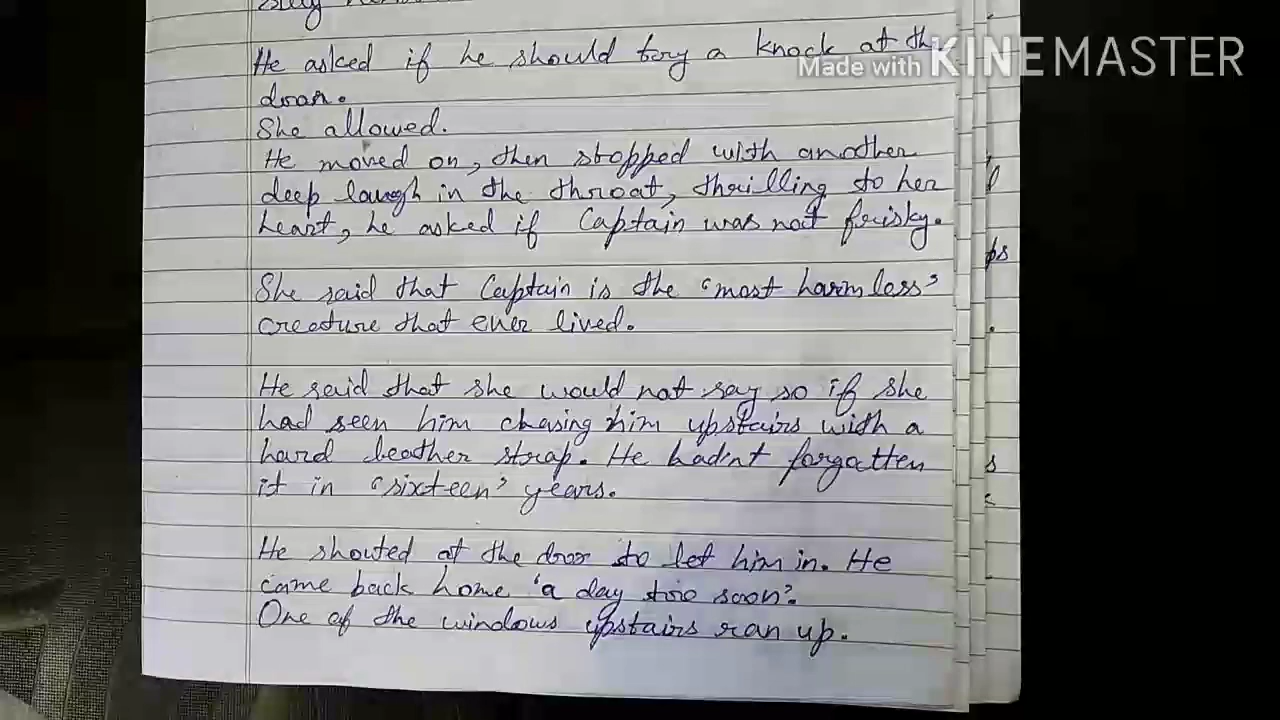 He asked if he should try a knock at th
door.
She allowed.
He moved on, then stopped with another
deep laugh in the throat, thrilling to her
heart, he asked if Captain was not frisky.
She said that Captain is the 'most harmless'
creature that ever lived.
He said that she would not say so if she
had seen him chasing him upstairs with a
hard leather strap. He hadn't forgotten
it in 'sixteen' years.
He shouted at the door to let him in. He
came back home 'a day too soon'.
One of the windows upstairs ran up.
Made with KINEMASTER
ps
s